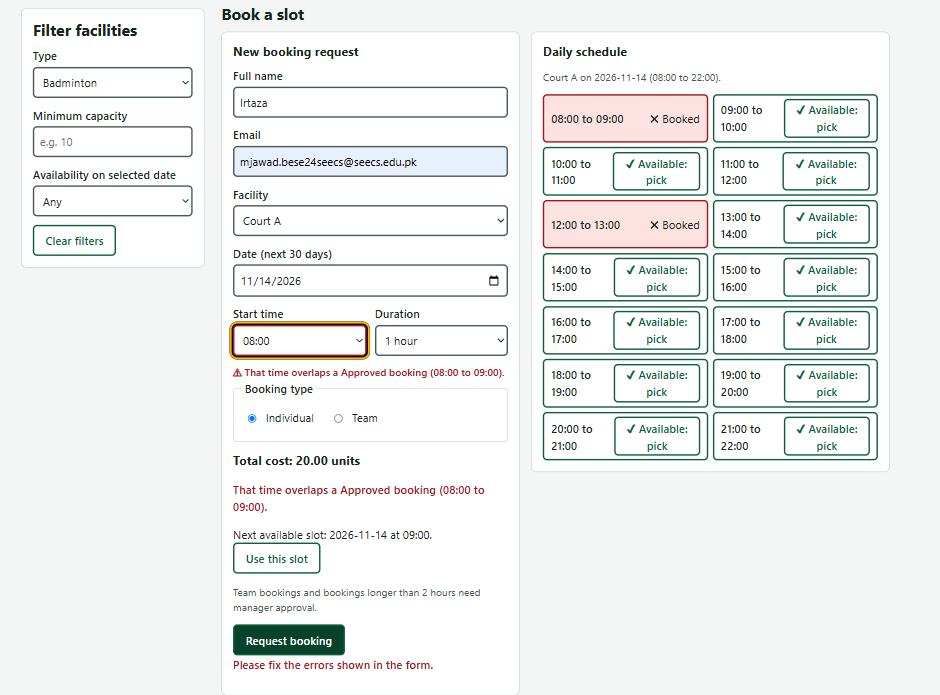 Filter facilities
Type
Badminton
Minimum capacity
e.g. 10
Availability on selected date
Any
Clear filters
Book a slot
New booking request
Full name
Irtaza
Email
mjawad.bese24seecs@seecs.edu.pk
Facility
Court A
Date (next 30 days)
11/14/2026
Start time
Duration
08:00
1 hour
⚠ That time overlaps a Approved booking (08:00 to 09:00).
Booking type
Individual
Team
Total cost: 20.00 units
That time overlaps a Approved booking (08:00 to
09:00).
Next available slot: 2026-11-14 at 09:00.
Use this slot
Team bookings and bookings longer than 2 hours need
manager approval.
Request booking
Please fix the errors shown in the form.
Daily schedule
Court A on 2026-11-14 (08:00 to 22:00).
08:00 to 09:00
✕ Booked
09:00 to
10:00
✓ Available:
pick
10:00 to
11:00
✓ Available:
pick
11:00 to
12:00
✓ Available:
pick
12:00 to 13:00
✕ Booked
13:00 to
14:00
✓ Available:
pick
14:00 to
15:00
✓ Available:
pick
15:00 to
16:00
✓ Available:
pick
16:00 to
17:00
✓ Available:
pick
17:00 to
18:00
✓ Available:
pick
18:00 to
19:00
✓ Available:
pick
19:00 to
20:00
✓ Available:
pick
20:00 to
21:00
✓ Available:
pick
21:00 to
22:00
✓ Available:
pick